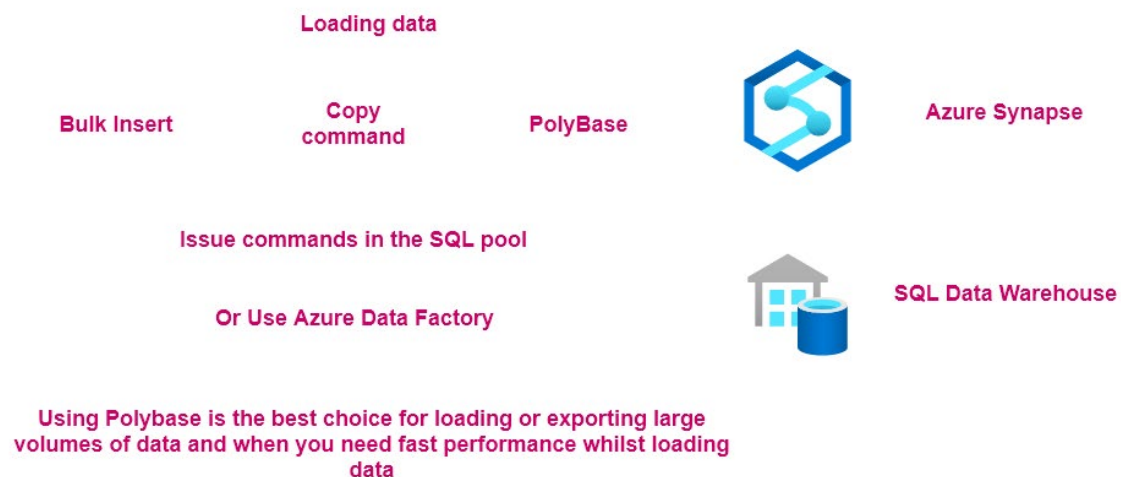 Loading data
Bulk Insert
Copy
command
PolyBase
Azure Synapse
Issue commands in the SQL pool
SQL Data Warehouse
Or Use Azure Data Factory
Using Polybase is the best choice for loading or exporting large
volumes of data and when you need fast performance whilst loading
data